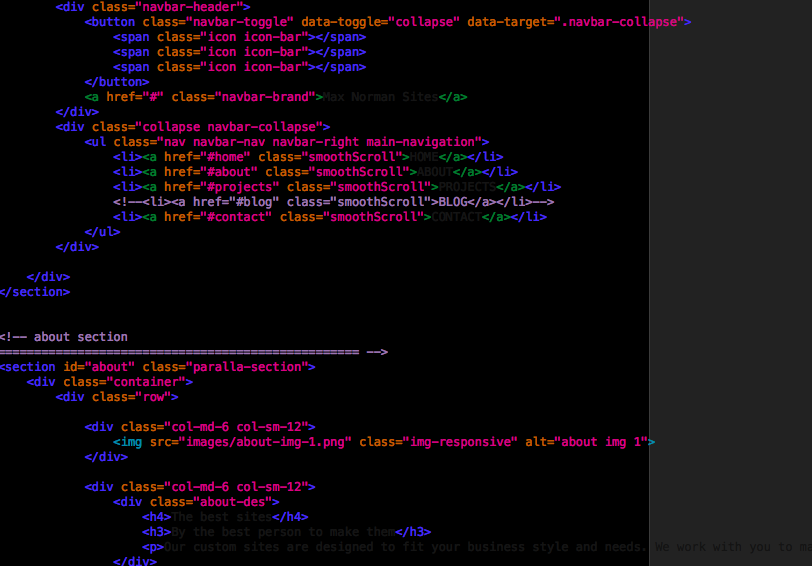 <div class="navbar-header">
<button class="navbar-toggle" data-toggle="collapse" data-target=".navbar-collapse">
<span class="icon icon-bar"></span>
<span class="icon icon-bar"></span>
<span class="icon icon-bar"></span>
</button>
<a href="#" class="navbar-brand">Max Norman Sites</a>
</div>
<div class="collapse navbar-collapse">
<ul class="nav navbar-nav navbar-right main-navigation">
<li><a href="#home" class="smoothScroll">HOME</a></li>
<li><a href="#about" class="smoothScroll">ABOUT</a></li>
<li><a href="#projects" class="smoothScroll">PROJECTS</a></li>
<!--<li><a href="#blog" class="smoothScroll">BLOG</a></li>-->
<li><a href="#contact" class="smoothScroll">CONTACT</a></li>
</ul>
</div>
</div>
</section>
<!-- about section
================================================== -->
<section id="about" class="paralla-section">
<div class="container">
<div class="row">
<div class="col-md-6 col-sm-12">
<img src="images/about-img-1.png" class="img-responsive" alt="about img 1">
</div>
<div class="col-md-6 col-sm-12">
<div class="about-des">
<h4>The best sites</h4>
<h3>By the best person to make them</h3>
<p>Our custom sites are designed to fit your business style and needs. We work with you to ma
</div>